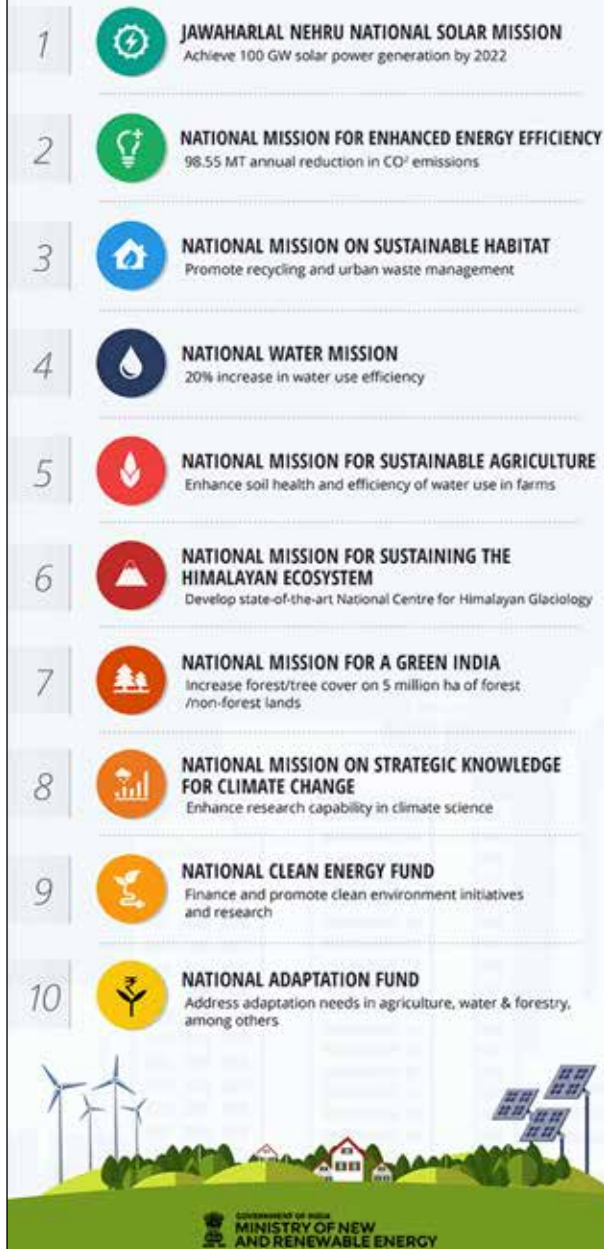 1
JAWAHARLAL NEHRU NATIONAL SOLAR MISSION
Achieve 100 GW solar power generation by 2022
2
NATIONAL MISSION FOR ENHANCED ENERGY EFFICIENCY
98.55 MT annual reduction in CO² emissions
3
NATIONAL MISSION ON SUSTAINABLE HABITAT
Promote recycling and urban waste management
4
NATIONAL WATER MISSION
20% increase in water use efficiency
5
NATIONAL MISSION FOR SUSTAINABLE AGRICULTURE
Enhance soil health and efficiency of water use in farms
6
NATIONAL MISSION FOR SUSTAINING THE
HIMALAYAN ECOSYSTEM
Develop state-of-the-art National Centre for Himalayan Glaciology
7
NATIONAL MISSION FOR A GREEN INDIA
Increase forest/tree cover on 5 million ha of forest
/non-forest lands
8
NATIONAL MISSION ON STRATEGIC KNOWLEDGE
FOR CLIMATE CHANGE
Enhance research capability in climate science
9
NATIONAL CLEAN ENERGY FUND
Finance and promote clean environment initiatives
and research
10
₹
NATIONAL ADAPTATION FUND
Address adaptation needs in agriculture, water & forestry,
among others
GOVERNMENT OF INDIA
MINISTRY OF NEW
AND RENEWABLE ENERGY